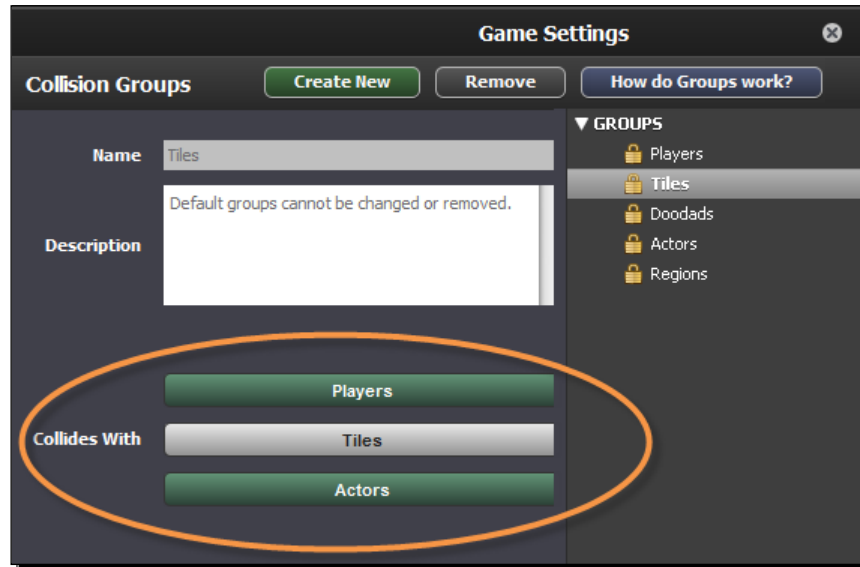 Game Settings
Collision Groups
Create New
Remove
How do Groups work?
Name
Tiles
Description
Default groups cannot be changed or removed.
Collides With
Players
Tiles
Actors
GROUPS
Players
Tiles
Doodads
Actors
Regions